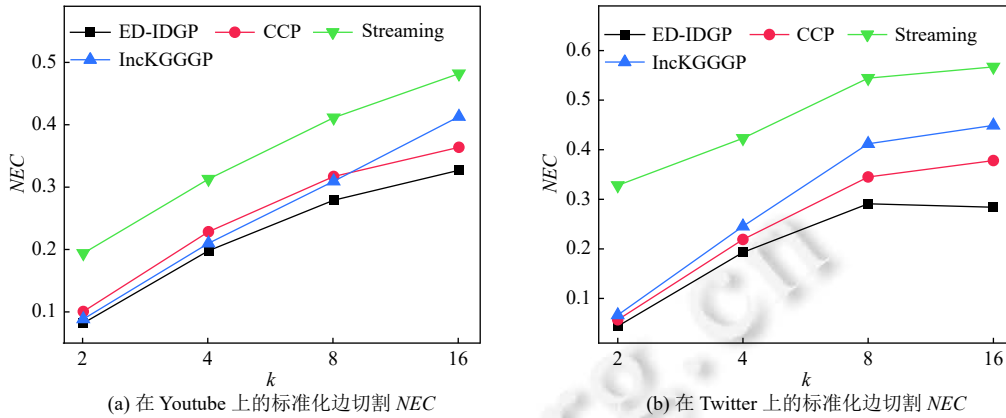 ED-IDGP CCP Streaming
IncKGGGP
0.5
0.4
0.3
0.2
0.1
NEC
2 4 8 16
k
(a) 在 Youtube 上的标准化边切割 NEC
ED-IDGP CCP Streaming
IncKGGGP
0.6
0.5
0.4
0.3
0.2
0.1
NEC
2 4 8 16
k
(b) 在 Twitter 上的标准化边切割 NEC
rg.cn